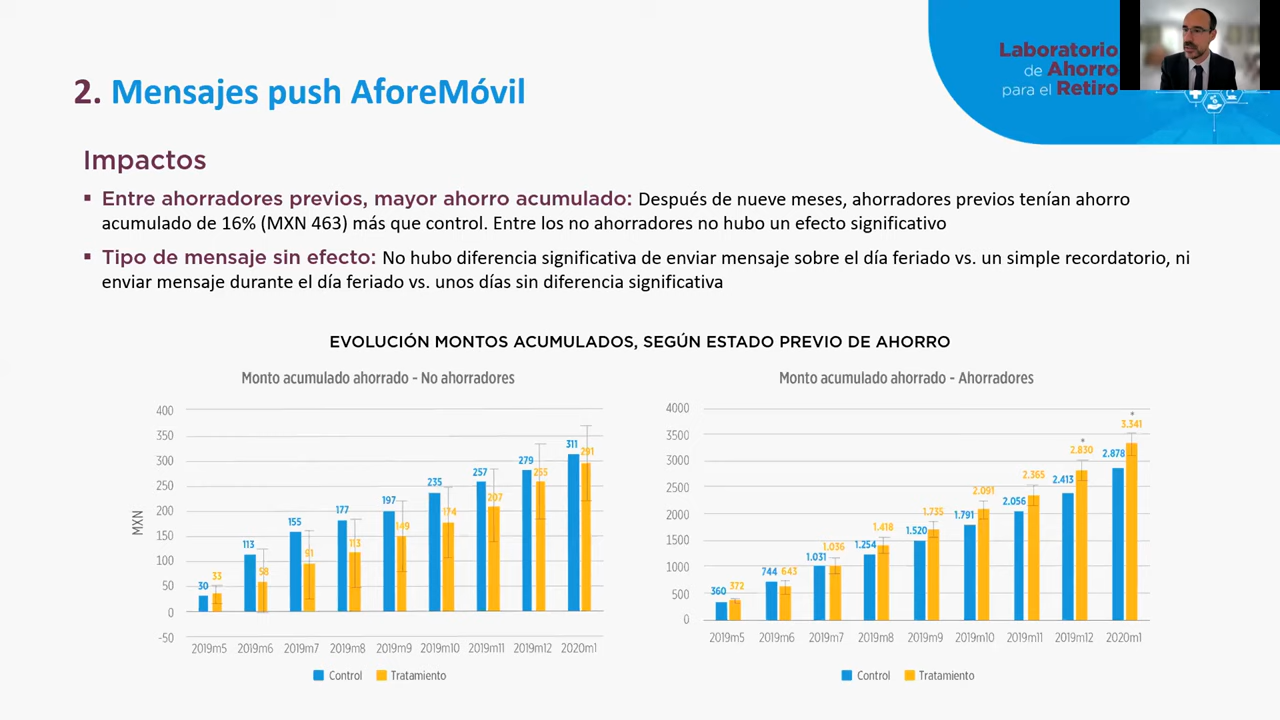 Laboratorio
de Ahorro
para el Retiro
2. Mensajes push AforeMóvil
Impactos
▪ Entre ahorradores previos, mayor ahorro acumulado: Después de nueve meses, ahorradores previos tenían ahorro
acumulado de 16% (MXN 463) más que control. Entre los no ahorradores no hubo un efecto significativo
▪ Tipo de mensaje sin efecto: No hubo diferencia significativa de enviar mensaje sobre el día feriado vs. un simple recordatorio, ni
enviar mensaje durante el día feriado vs. unos días sin diferencia significativa
EVOLUCIÓN MONTOS ACUMULADOS, SEGÚN ESTADO PREVIO DE AHORRO
Monto acumulado ahorrado - No ahorradores
MXN
400
350
300
250
200
150
100
50
0
-50
30 33
113 58
155 91
177 113
197 149
235 174
257 207
279 255
311 291
2019m5 2019m6 2019m7 2019m8 2019m9 2019m10 2019m11 2019m12 2020m1
Control Tratamiento
Monto acumulado ahorrado - Ahorradores
4000
3500
3000
2500
2000
1500
1000
500
0
360 372
744 643
1.031 1.036
1.254 1.418
1.520 1.735
1.791 2.091
2.056 2.365
2.413 2.830 *
2.878 3.341 *
2019m5 2019m6 2019m7 2019m8 2019m9 2019m10 2019m11 2019m12 2020m1
Control Tratamiento